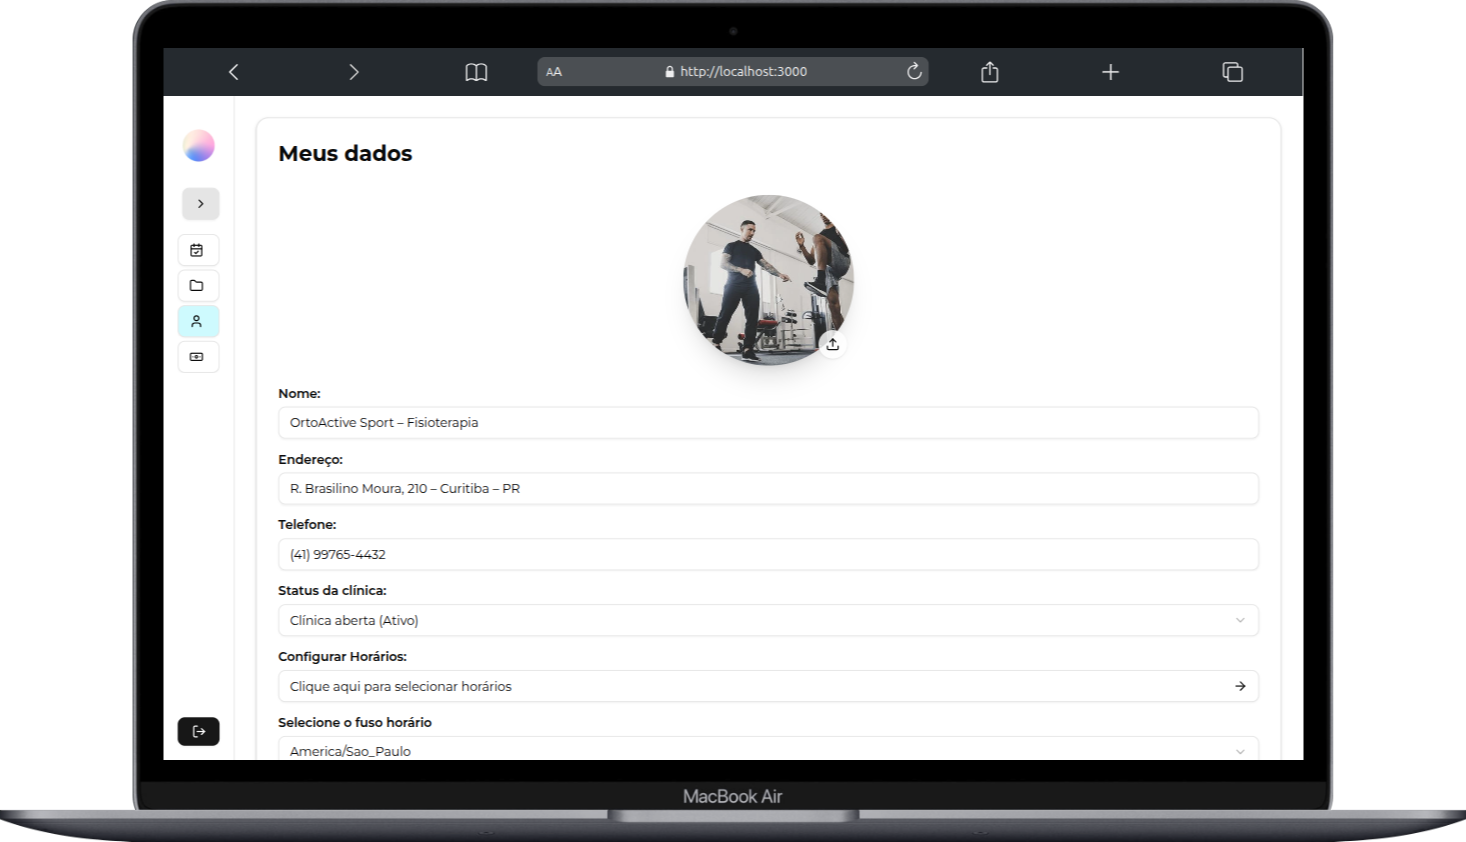 AA
http://localhost:3000
Meus dados
Nome:
OrtoActive Sport – Fisioterapia
Endereço:
R. Brasilino Moura, 210 – Curitiba – PR
Telefone:
(41) 99765-4432
Status da clínica:
Clínica aberta (Ativo)
Configurar Horários:
Clique aqui para selecionar horários
Selecione o fuso horário
America/Sao_Paulo
MacBook Air